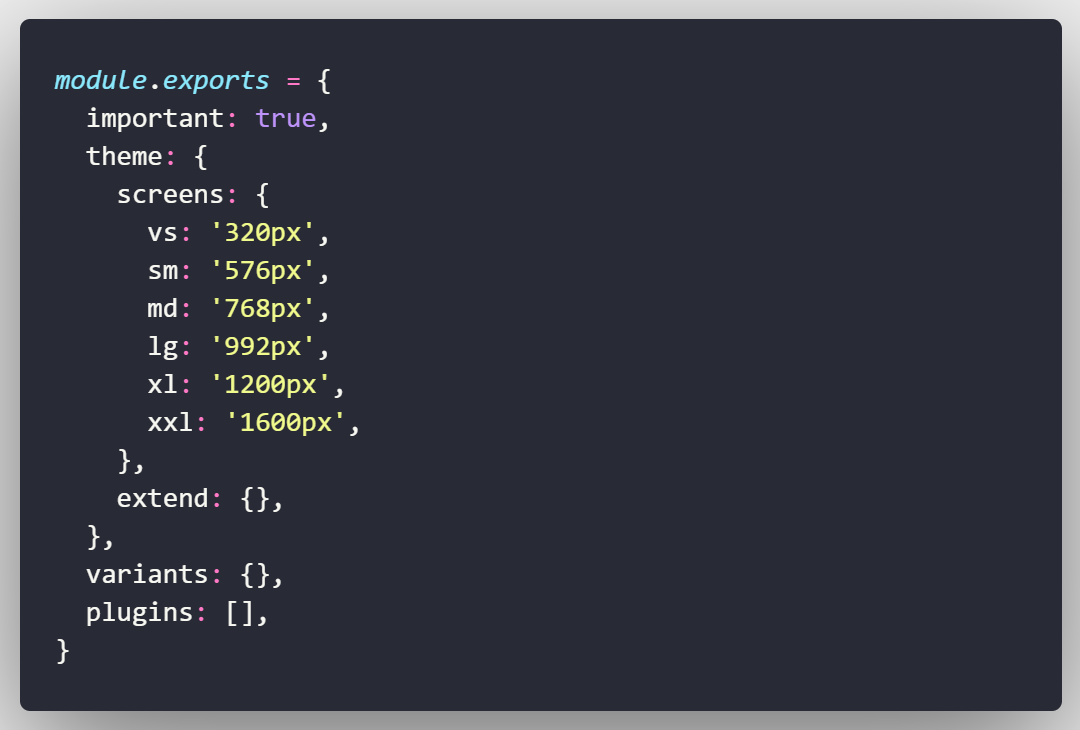 module.exports = {
  important: true,
  theme: {
    screens: {
      vs: '320px',
      sm: '576px',
      md: '768px',
      lg: '992px',
      xl: '1200px',
      xxl: '1600px',
    },
    extend: {},
  },
  variants: {},
  plugins: [],
}